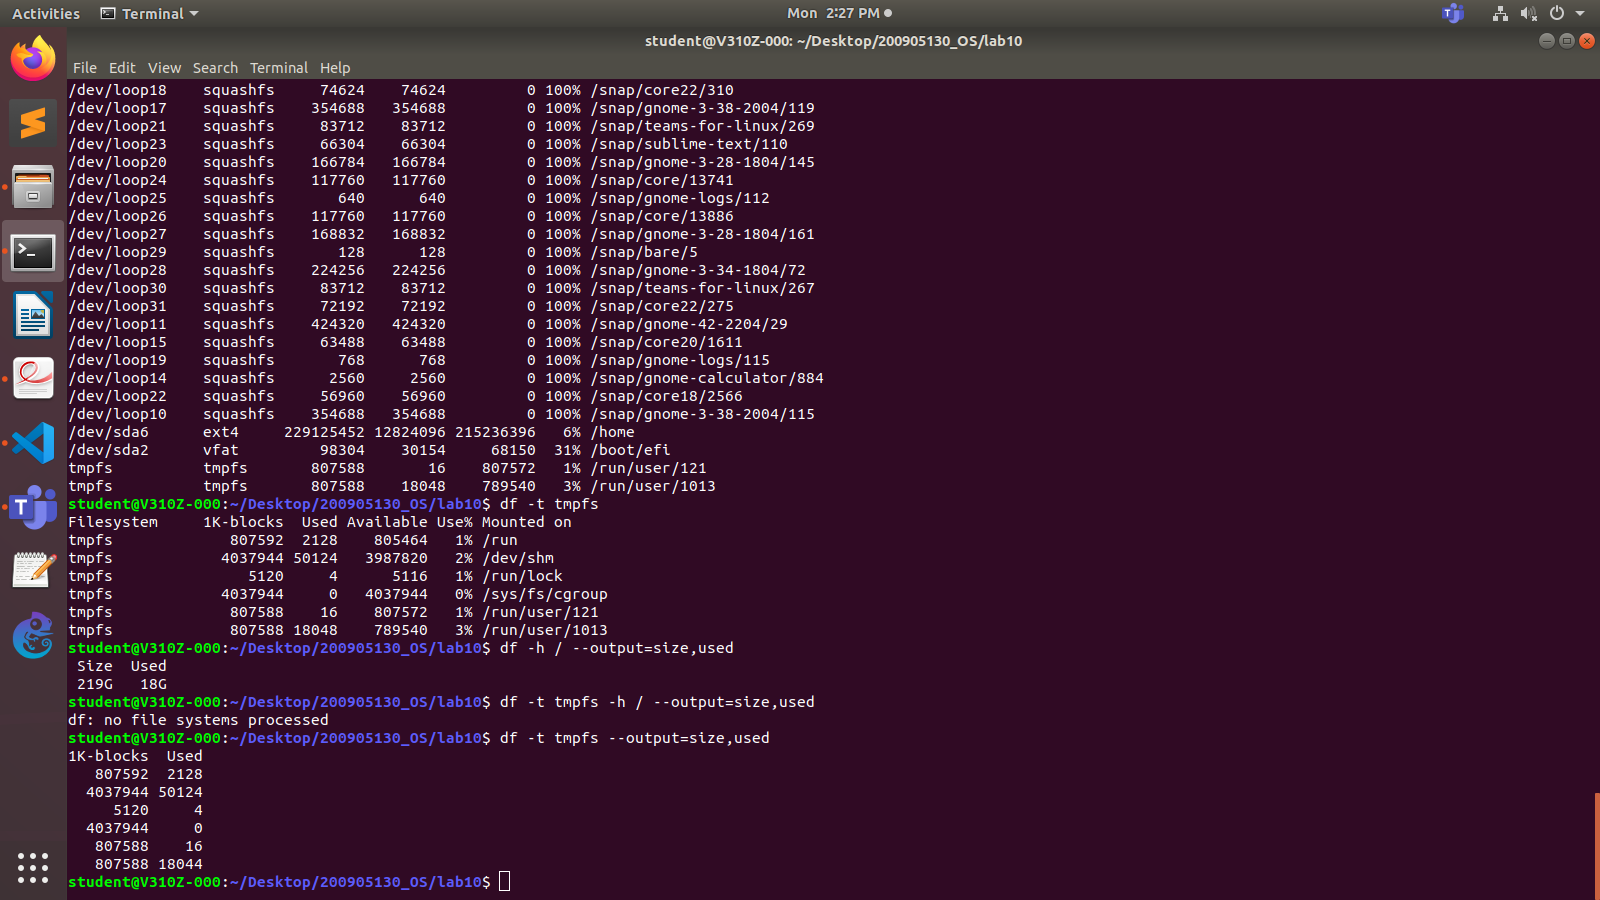 Activities Terminal Mon 2:27 PM
student@V310Z-000: ~/Desktop/200905130_OS/lab10
File Edit View Search Terminal Help
/dev/loop18    squashfs     74624    74624         0 100% /snap/core22/310
/dev/loop17    squashfs    354688   354688         0 100% /snap/gnome-3-38-2004/119
/dev/loop21    squashfs     83712    83712         0 100% /snap/teams-for-linux/269
/dev/loop23    squashfs     66304    66304         0 100% /snap/sublime-text/110
/dev/loop20    squashfs    166784   166784         0 100% /snap/gnome-3-28-1804/145
/dev/loop24    squashfs    117760   117760         0 100% /snap/core/13741
/dev/loop25    squashfs       640      640         0 100% /snap/gnome-logs/112
/dev/loop26    squashfs    117760   117760         0 100% /snap/core/13886
/dev/loop27    squashfs    168832   168832         0 100% /snap/gnome-3-28-1804/161
/dev/loop29    squashfs       128      128         0 100% /snap/bare/5
/dev/loop28    squashfs    224256   224256         0 100% /snap/gnome-3-34-1804/72
/dev/loop30    squashfs     83712    83712         0 100% /snap/teams-for-linux/267
/dev/loop31    squashfs     72192    72192         0 100% /snap/core22/275
/dev/loop11    squashfs    424320   424320         0 100% /snap/gnome-42-2204/29
/dev/loop15    squashfs     63488    63488         0 100% /snap/core20/1611
/dev/loop19    squashfs       768      768         0 100% /snap/gnome-logs/115
/dev/loop14    squashfs      2560     2560         0 100% /snap/gnome-calculator/884
/dev/loop22    squashfs     56960    56960         0 100% /snap/core18/2566
/dev/loop10    squashfs    354688   354688         0 100% /snap/gnome-3-38-2004/115
/dev/sda6      ext4     229125452 12824096 215236396   6% /home
/dev/sda2      vfat         98304    30154     68150  31% /boot/efi
tmpfs          tmpfs       807588       16    807572   1% /run/user/121
tmpfs          tmpfs       807588    18048    789540   3% /run/user/1013
student@V310Z-000:~/Desktop/200905130_OS/lab10$ df -t tmpfs
Filesystem     1K-blocks  Used Available Use% Mounted on
tmpfs             807592  2128    805464   1% /run
tmpfs            4037944 50124   3987820   2% /dev/shm
tmpfs               5120     4      5116   1% /run/lock
tmpfs            4037944     0   4037944   0% /sys/fs/cgroup
tmpfs             807588    16    807572   1% /run/user/121
tmpfs             807588 18048    789540   3% /run/user/1013
student@V310Z-000:~/Desktop/200905130_OS/lab10$ df -h / --output=size,used
 Size  Used
 219G   18G
student@V310Z-000:~/Desktop/200905130_OS/lab10$ df -t tmpfs -h / --output=size,used
df: no file systems processed
student@V310Z-000:~/Desktop/200905130_OS/lab10$ df -t tmpfs --output=size,used
1K-blocks  Used
   807592  2128
  4037944 50124
     5120     4
  4037944     0
   807588    16
   807588 18044
student@V310Z-000:~/Desktop/200905130_OS/lab10$